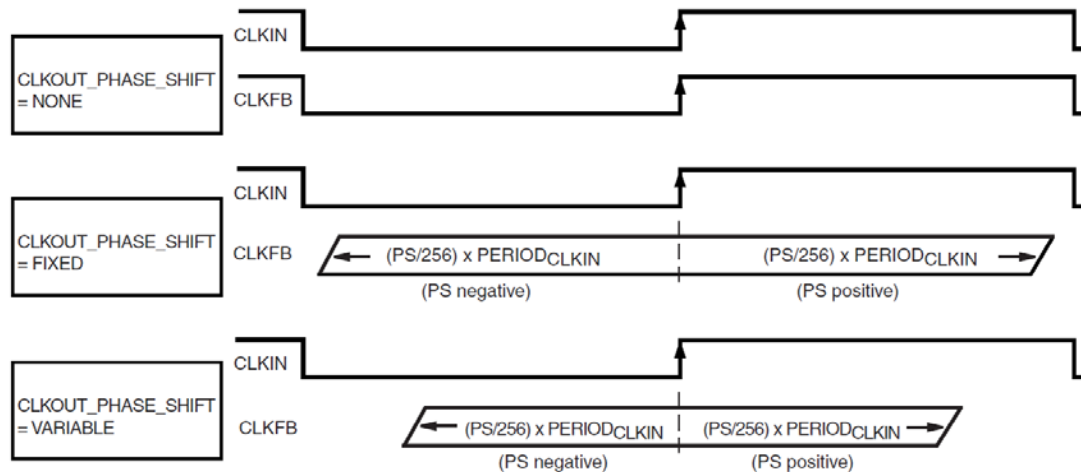 CLKIN
CLKOUT_PHASE_SHIFT
= NONE
CLKFB
CLKIN
CLKOUT_PHASE_SHIFT
= FIXED
CLKFB
(PS/256) x PERIODCLKIN
(PS/256) x PERIODCLKIN
(PS negative)
(PS positive)
CLKIN
CLKOUT_PHASE_SHIFT
= VARIABLE
CLKFB
(PS/256) x PERIODCLKIN
(PS/256) x PERIODCLKIN
(PS negative)
(PS positive)